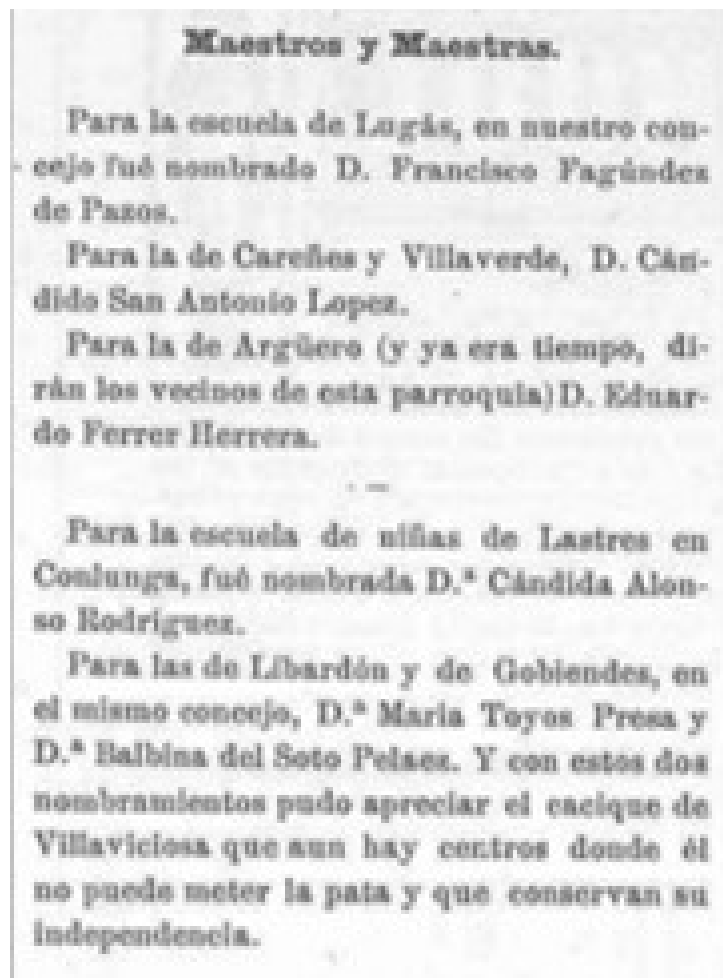 Maestros y Maestras.
Para la escuela de Lugás, en nuestro con-
cejo fué nombrado D. Francisco Fagúndez
de Pazos.
Para la de Careñes y Villaverde, D. Cán-
dido San Antonio Lopez.
Para la de Argüero (y ya era tiempo, di-
rán los vecinos de esta parroquia) D. Eduar-
do Ferrer Herrera.
Para la escuela de niñas de Lastres en
Conlunga, fué nombrada D.ª Cándida Alon-
so Rodriguez.
Para las de Libardón y de Gobiendes, en
el mismo concejo, D.ª Maria Toyos Presa y
D.ª Balbina del Soto Pelaez. Y con estos dos
nombramientos pudo apreciar el cacique de
Villaviciosa que aun hay centros donde él
no puede meter la pata y que conservan su
independencia.